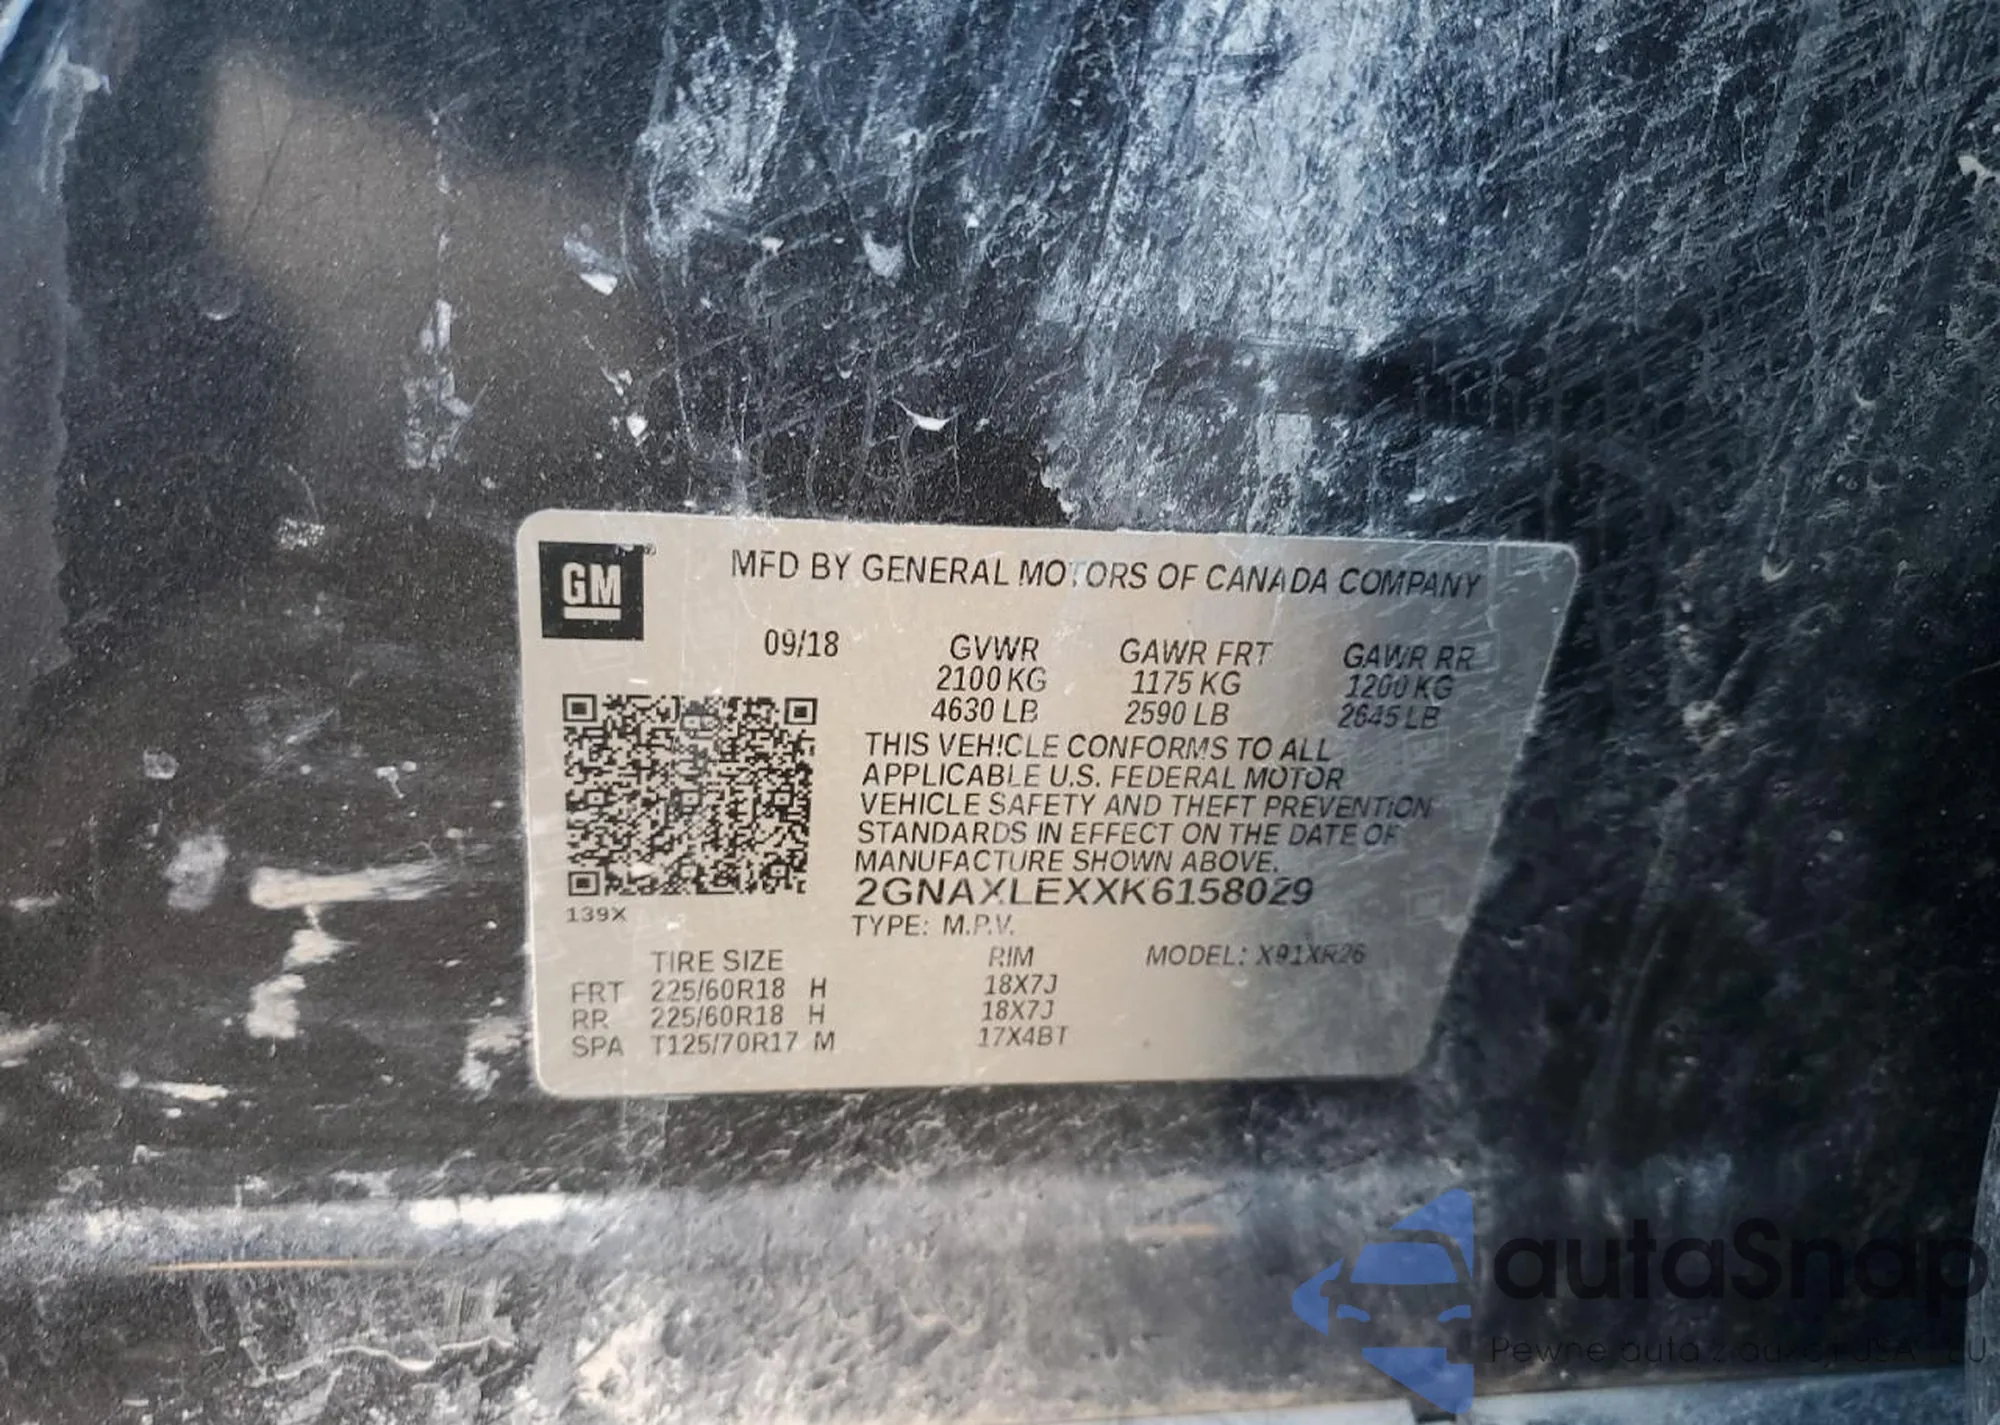 GM
MFD BY GENERAL MOTORS OF CANADA COMPANY
09/18 GVWR GAWR FRT GAWR RR
2100 KG 1175 KG 1200 KG
4630 LB 2590 LB 2645 LB
THIS VEHICLE CONFORMS TO ALL
APPLICABLE U.S. FEDERAL MOTOR
VEHICLE SAFETY AND THEFT PREVENTION
STANDARDS IN EFFECT ON THE DATE OF
MANUFACTURE SHOWN ABOVE.
2GNAXLEXXK6158029
139X
TYPE: M.P.V.
TIRE SIZE RIM MODEL: X91XR26
FRT 225/60R18 H 18X7J
RR 225/60R18 H 18X7J
SPA T125/70R17 M 17X4BT
autaSnap
Pewne auta z